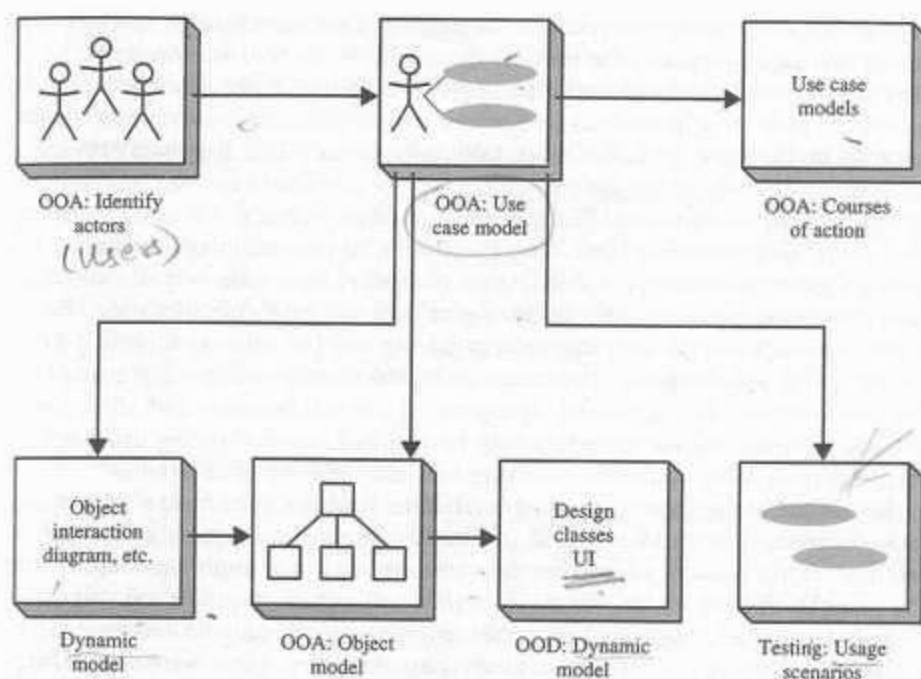 Use case
models
OOA: Identify
actors
(Users)
OOA: Use
case model
OOA: Courses
of action
Object
interaction
diagram, etc.
Design
classes
UI
Dynamic
model
OOA: Object
model
OOD: Dynamic
model
Testing: Usage
scenarios